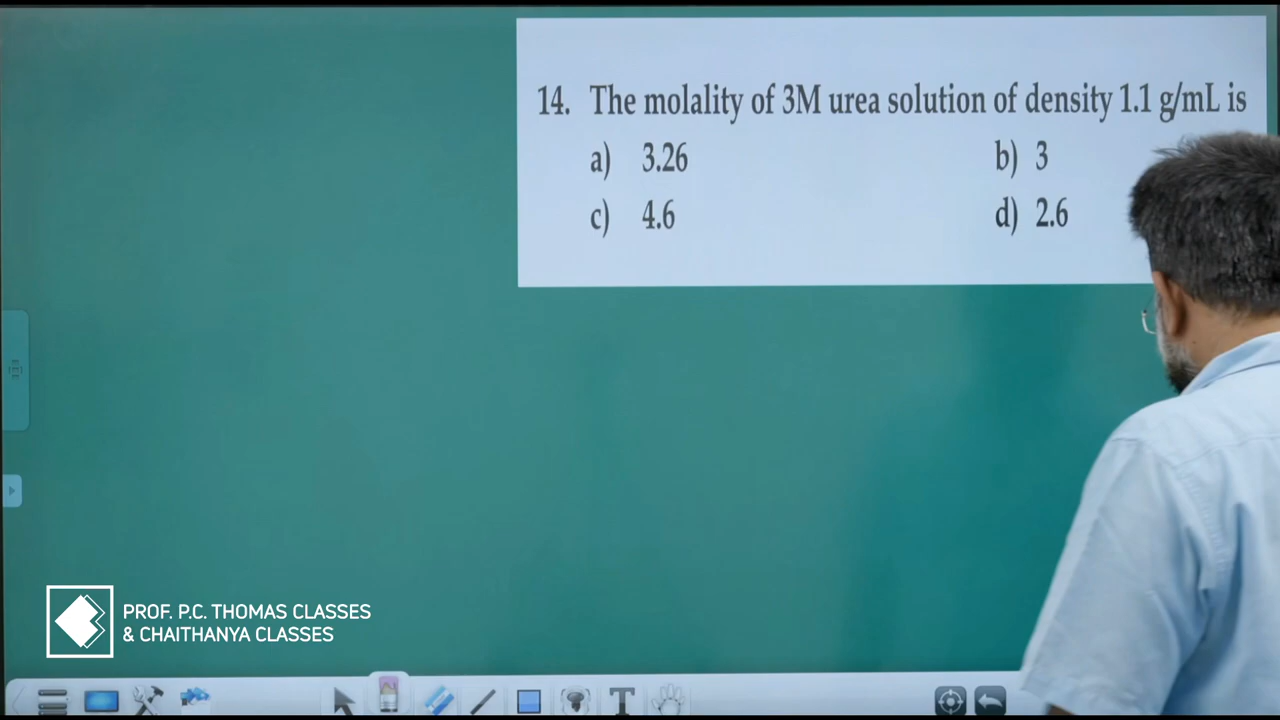 14. The molality of 3M urea solution of density 1.1 g/mL is
a) 3.26 b) 3
c) 4.6 d) 2.6
PROF. P.C. THOMAS CLASSES
& CHAITHANYA CLASSES
T